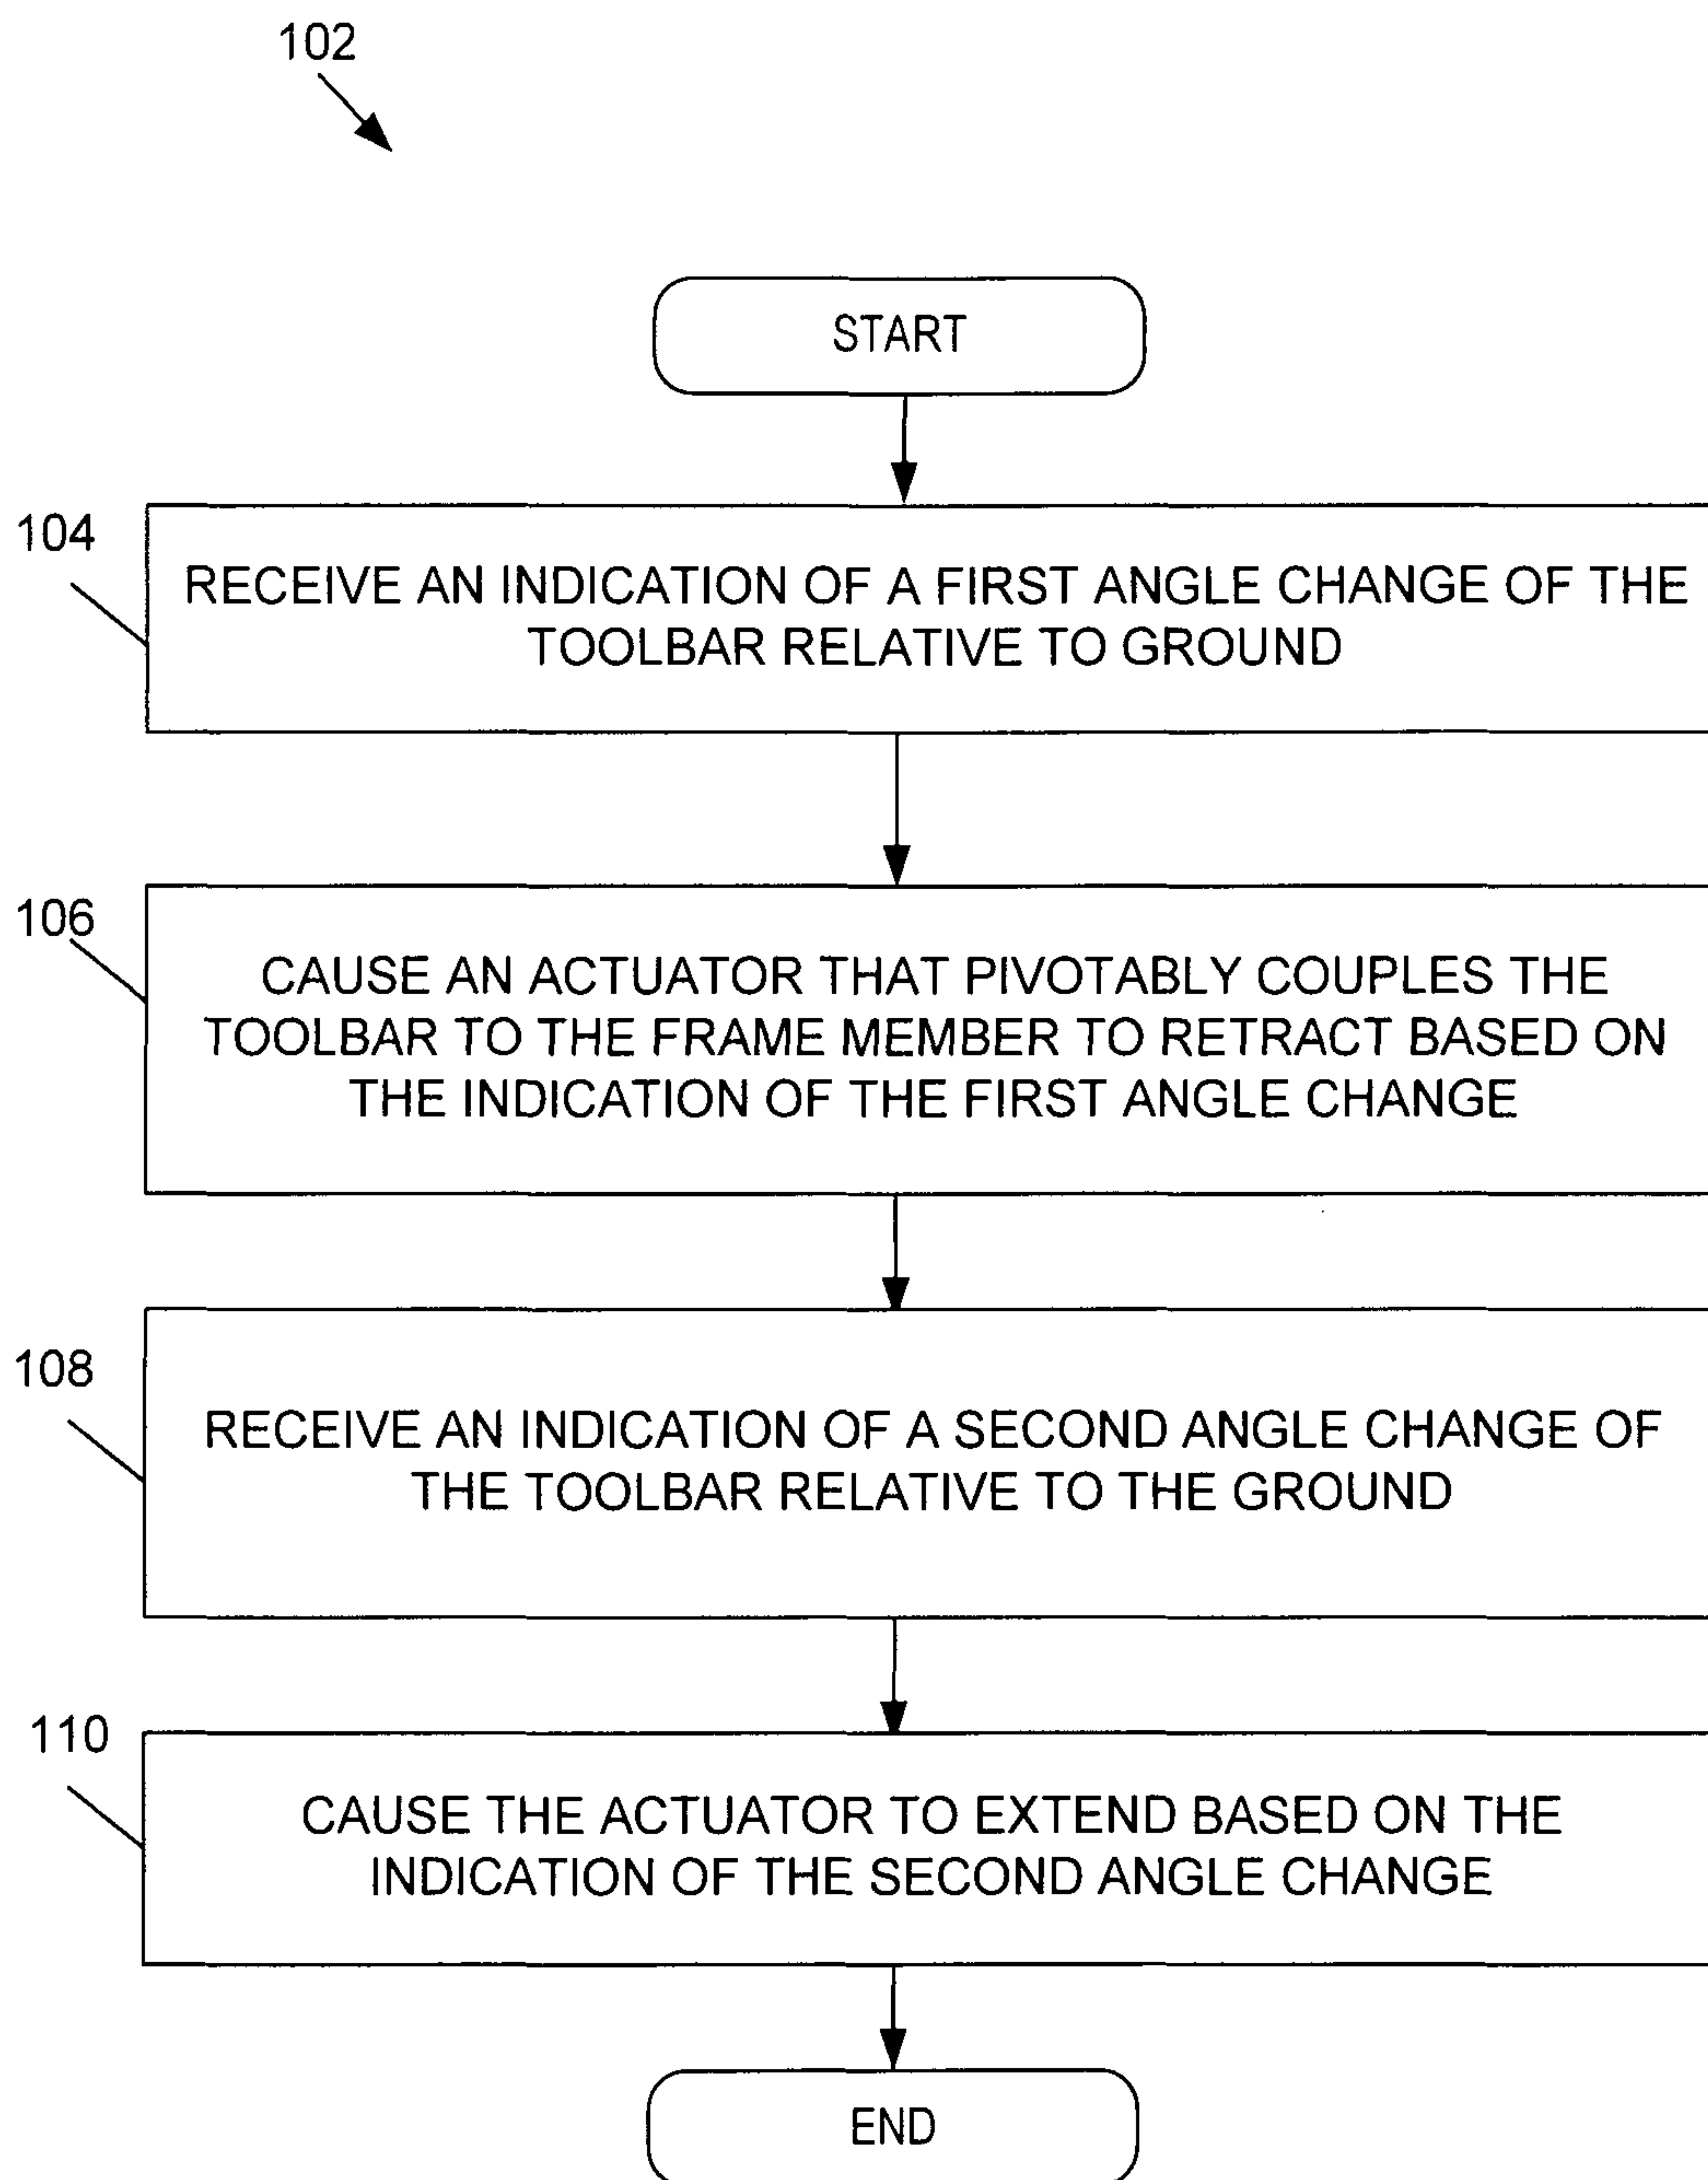 102
START
104
RECEIVE AN INDICATION OF A FIRST ANGLE CHANGE OF THE
TOOLBAR RELATIVE TO GROUND
106
CAUSE AN ACTUATOR THAT PIVOTABLY COUPLES THE
TOOLBAR TO THE FRAME MEMBER TO RETRACT BASED ON
THE INDICATION OF THE FIRST ANGLE CHANGE
108
RECEIVE AN INDICATION OF A SECOND ANGLE CHANGE OF
THE TOOLBAR RELATIVE TO THE GROUND
110
CAUSE THE ACTUATOR TO EXTEND BASED ON THE
INDICATION OF THE SECOND ANGLE CHANGE
END